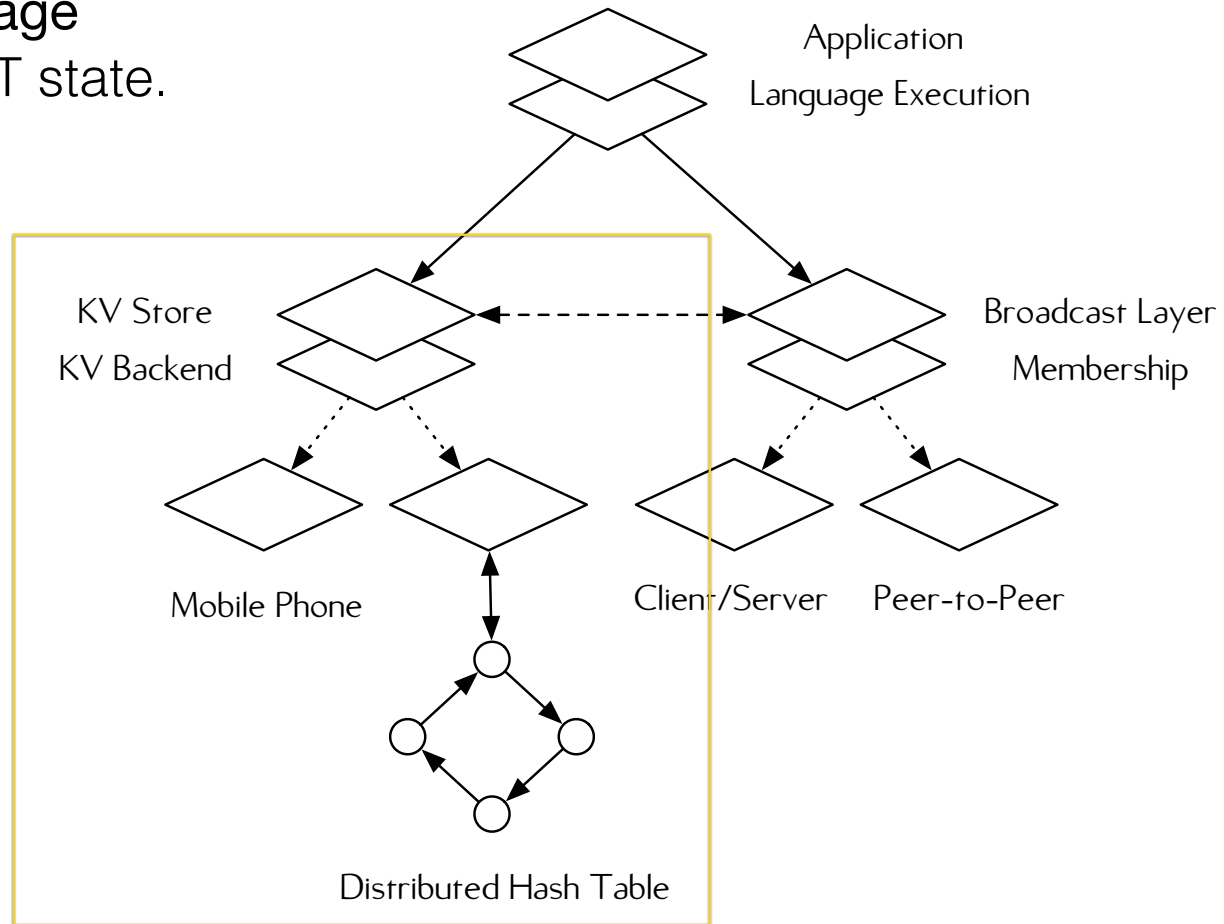 T state.
Application
Language Execution
KV Store
KV Backend
Broadcast Layer
Membership
Mobile Phone
Client/Server
Peer-to-Peer
Distributed Hash Table